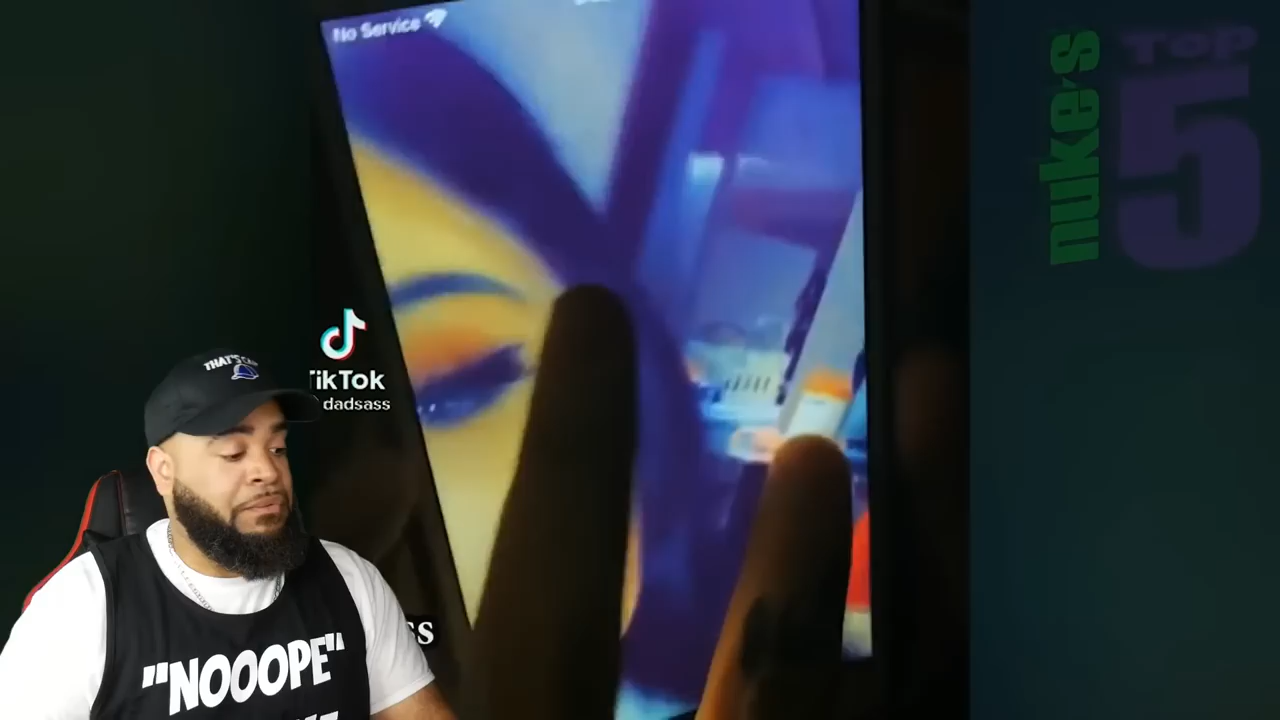 No Service
nuke's
Top
5
TikTok
dadsass
THAT'S
"NOOOPE"